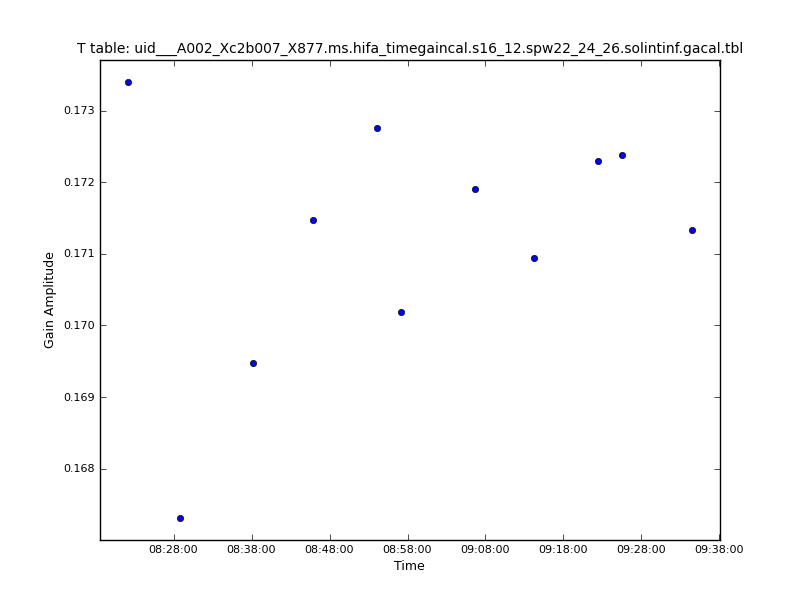 T table: uid___A002_Xc2b007_X877.ms.hifa_timegaincal.s16_12.spw22_24_26.solintinf.gacal.tbl
0.173
0.172
0.171
0.170
0.169
0.168
Gain Amplitude
08:28:00 08:38:00 08:48:00 08:58:00 09:08:00 09:18:00 09:28:00 09:38:00
Time